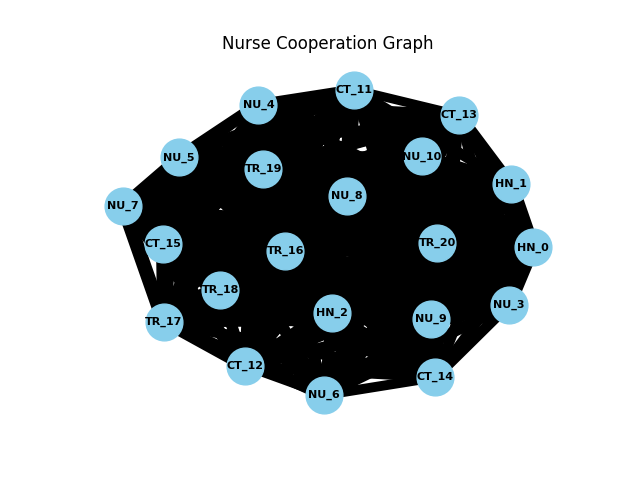 Nurse Cooperation Graph
CT_11
NU_4
CT_13
NU_5
NU_10
TR_19
HN_1
NU_8
NU_7
CT_15
TR_20
HN_0
TR_16
TR_18
NU_3
HN_2
NU_9
TR_17
CT_12
CT_14
NU_6